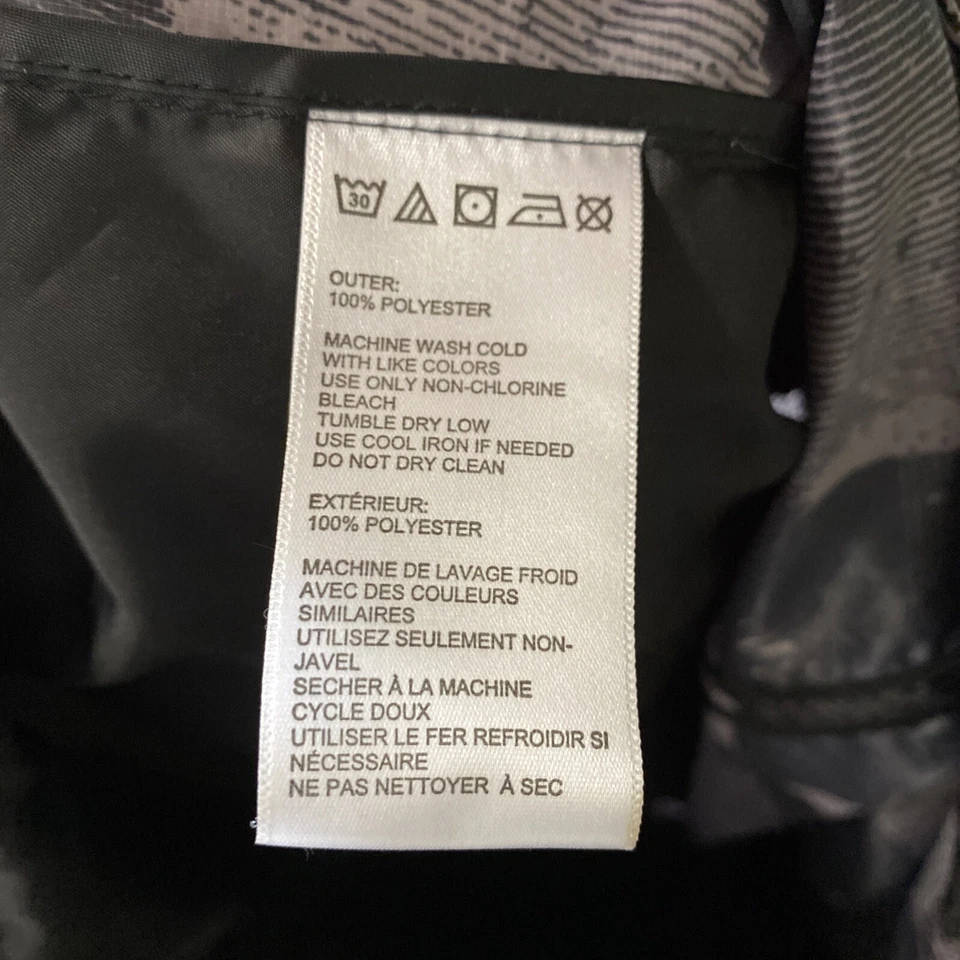 30
OUTER:
100% POLYESTER
MACHINE WASH COLD
WITH LIKE COLORS
USE ONLY NON-CHLORINE
BLEACH
TUMBLE DRY LOW
USE COOL IRON IF NEEDED
DO NOT DRY CLEAN
EXTÉRIEUR:
100% POLYESTER
MACHINE DE LAVAGE FROID
AVEC DES COULEURS
SIMILAIRES
UTILISEZ SEULEMENT NON-
JAVEL
SECHER À LA MACHINE
CYCLE DOUX
UTILISER LE FER REFROIDIR SI
NÉCESSAIRE
NE PAS NETTOYER À SEC